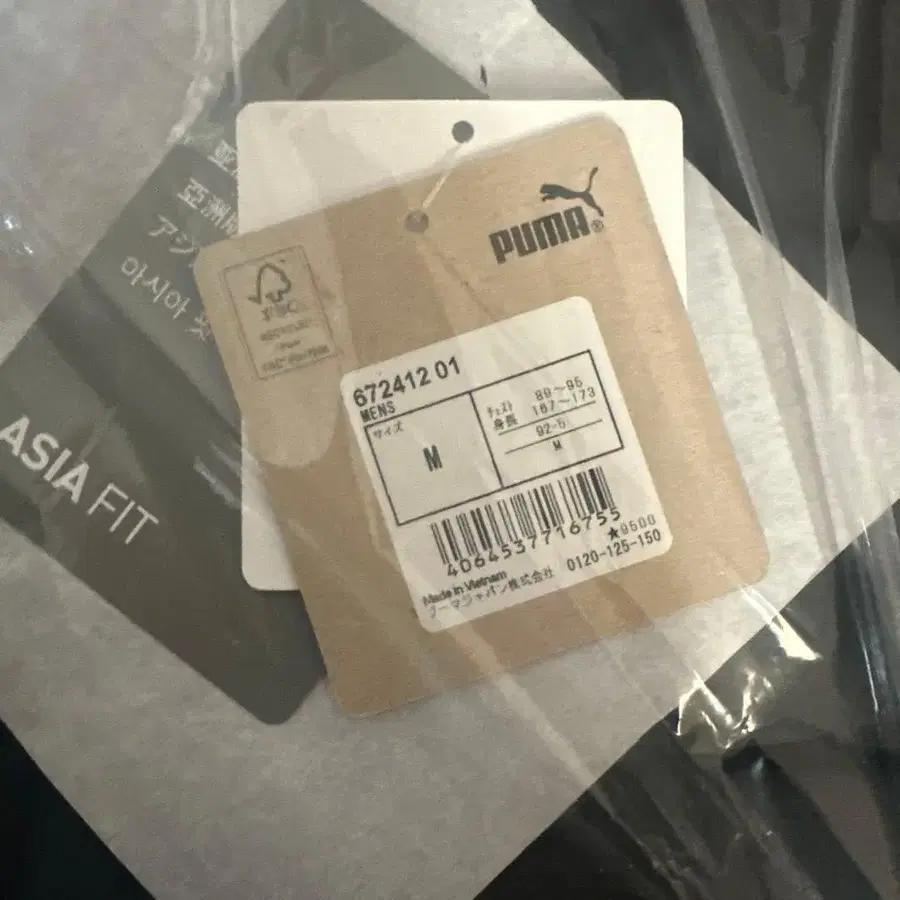 亞洲
アジ
아시아 핏
ASIA FIT
PUMA®
FSC
672412 01
MENS
サイズ
M
チェスト 89～95
身長 167～173
92-5
M
4064537716755
★9500
Made in Vietnam
プーマジャパン株式会社 0120-125-150